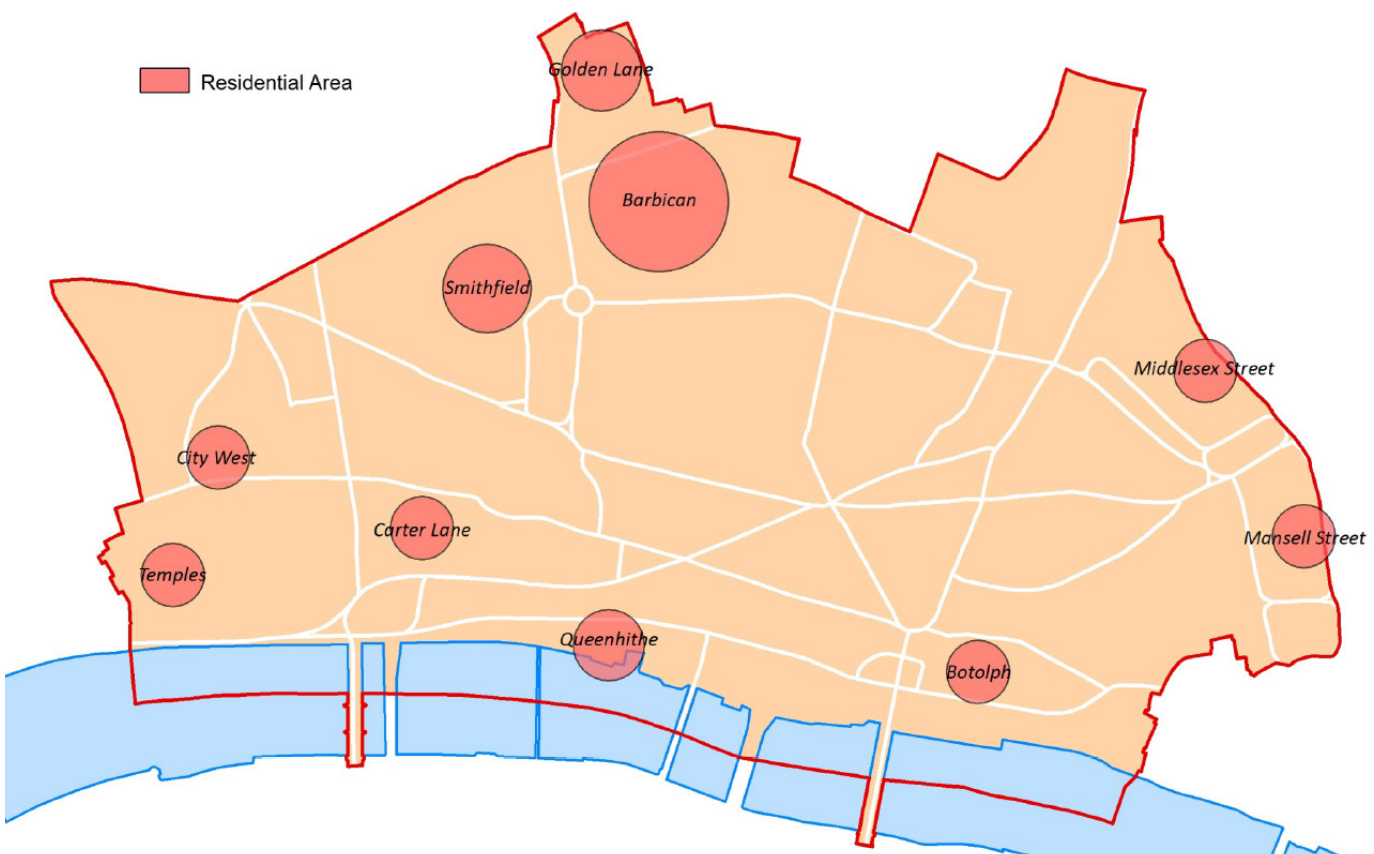 Golden Lane
Residential Area
Barbican
Smithfield
Middlesex Street
City West
Carter Lane
Mansell Street
Temples
Queenhithe
Botolph